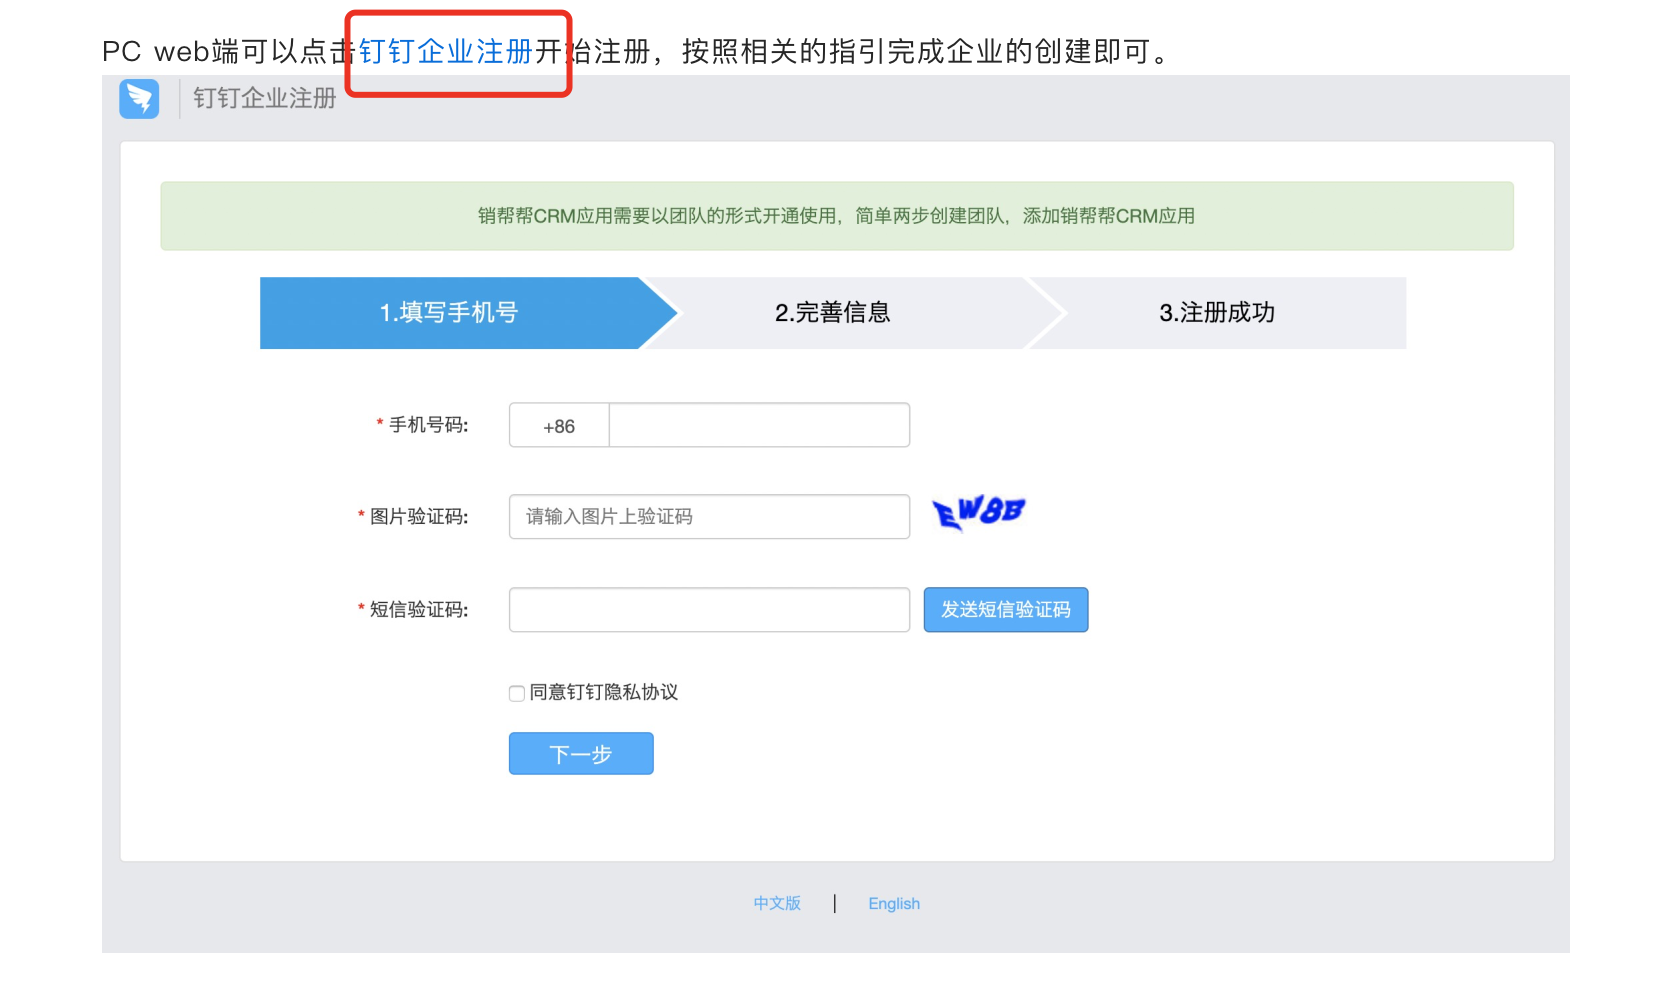 PC web端可以点击钉钉企业注册开始注册，按照相关的指引完成企业的创建即可。
钉钉企业注册
销帮帮CRM应用需要以团队的形式开通使用，简单两步创建团队，添加销帮帮CRM应用
1.填写手机号 2.完善信息 3.注册成功
* 手机号码: +86
* 图片验证码: 请输入图片上验证码 EW8B
* 短信验证码: 发送短信验证码
同意钉钉隐私协议
下一步
中文版 | English